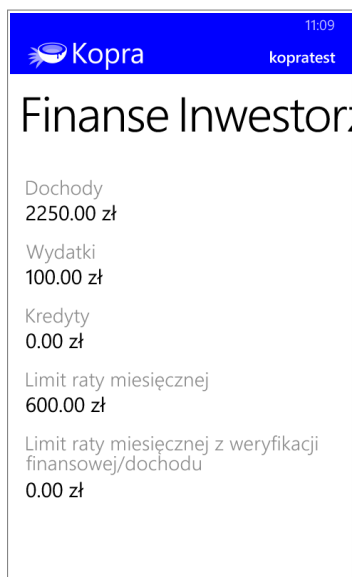 11:09
Kopra kopratest
Finanse Inwestorz
Dochody
2250.00 zł
Wydatki
100.00 zł
Kredyty
0.00 zł
Limit raty miesięcznej
600.00 zł
Limit raty miesięcznej z weryfikacji
finansowej/dochodu
0.00 zł